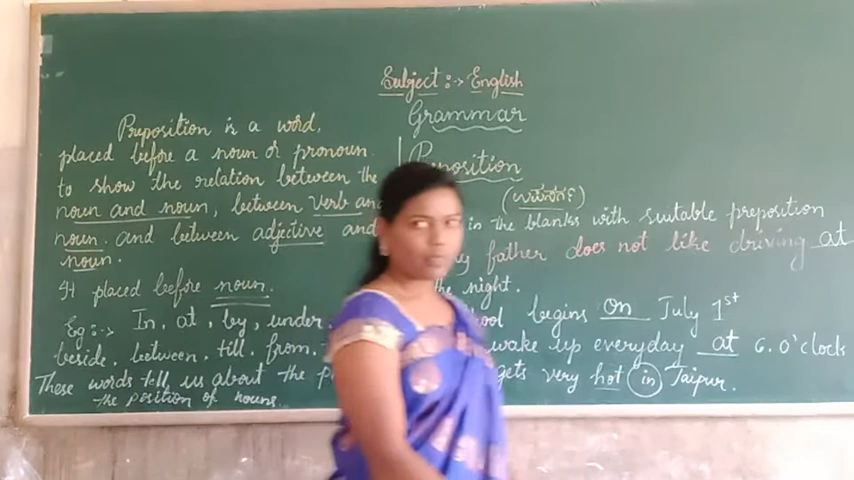 Subject :-> English
Grammar
Preposition is a word,
placed before a noun or pronoun.
to show the relation between the
noun and noun, between verb and
noun. and between adjective and
noun.
It placed beefore noun.
Eg :-> In, at, by, under,
beside. between. till. from.
These words tell us about the
the position of nouns.
Preposition
in the blanks with suitable preposition
father does not like driving at
the night.
begins on July 1st
wake up everyday at 6.O'clock
gets very hot in Jaipur.